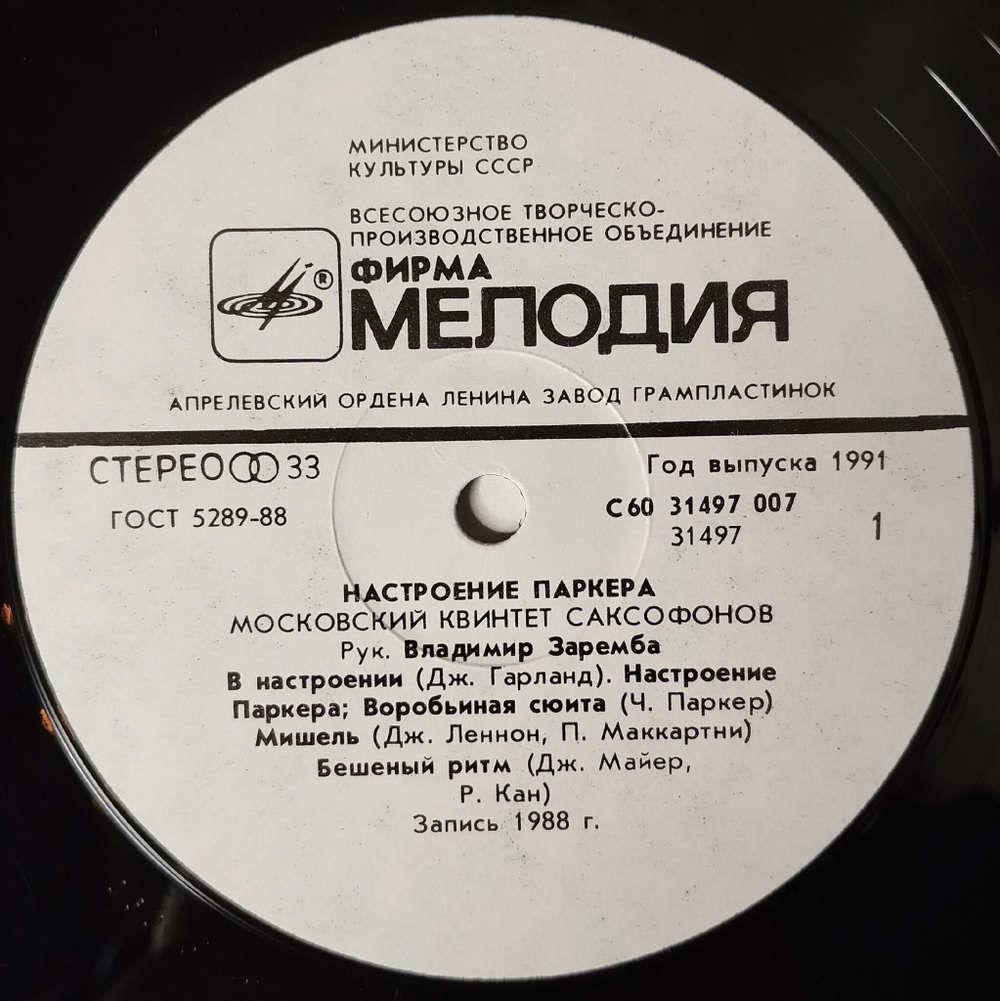 МИНИСТЕРСТВО
КУЛЬТУРЫ СССР
ВСЕСОЮЗНОЕ ТВОРЧЕСКО-
ПРОИЗВОДСТВЕННОЕ ОБЪЕДИНЕНИЕ
ФИРМА
®
МЕЛОДИЯ
АПРЕЛЕВСКИЙ ОРДЕНА ЛЕНИНА ЗАВОД ГРАМПЛАСТИНОК
СТЕРЕО 33
Год выпуска 1991
ГОСТ 5289-88
С60 31497 007
31497
1
НАСТРОЕНИЕ ПАРКЕРА
МОСКОВСКИЙ КВИНТЕТ САКСОФОНОВ
Рук. Владимир Заремба
В настроении (Дж. Гарланд). Настроение
Паркера; Воробьиная сюита (Ч. Паркер)
Мишель (Дж. Леннон, П. Маккартни)
Бешеный ритм (Дж. Майер,
Р. Кан)
Запись 1988 г.